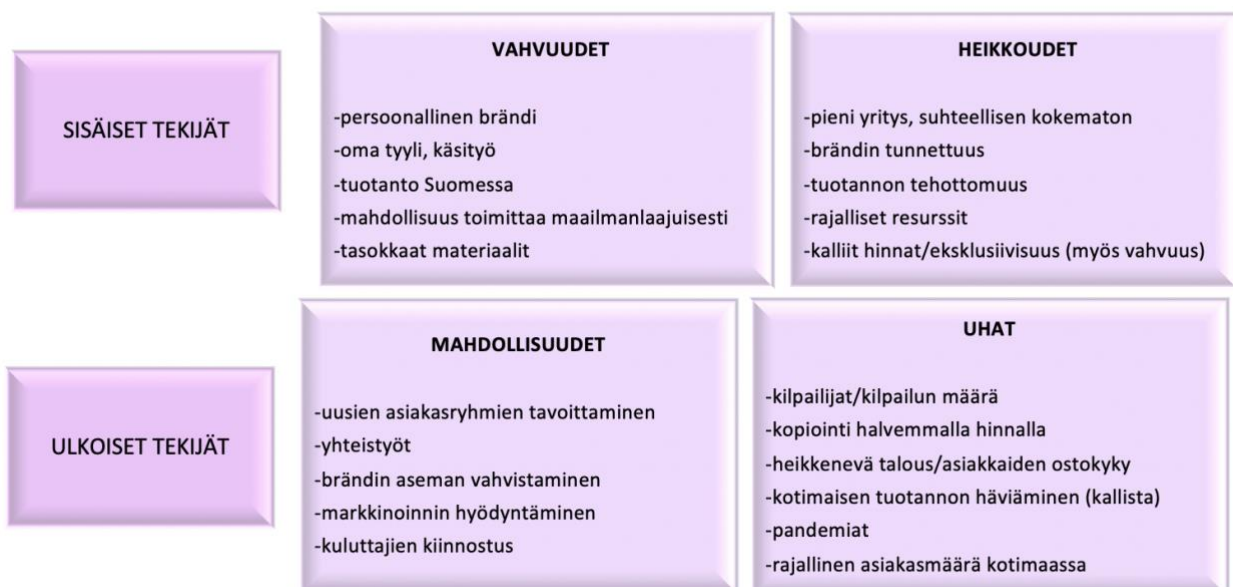 SISÄISET TEKIJÄT
VAHVUUDET
-persoonallinen brändi
-oma tyyli, käsityö
-tuotanto Suomessa
-mahdollisuus toimittaa maailmanlaajuisesti
-tasokkaat materiaalit
HEIKKOUDET
-pieni yritys, suhteellisen kokematon
-brändin tunnettuus
-tuotannon tehottomuus
-rajalliset resurssit
-kalliit hinnat/eksklusiivisuus (myös vahvuus)
ULKOISET TEKIJÄT
MAHDOLLISUUDET
-uusien asiakasryhmien tavoittaminen
-yhteistyöt
-brändin aseman vahvistaminen
-markkinoinnin hyödyntäminen
-kuluttajien kiinnostus
UHAT
-kilpailijat/kilpailun määrä
-kopiointi halvemmalla hinnalla
-heikkenevä talous/asiakkaiden ostokyky
-kotimaisen tuotannon häviäminen (kallista)
-pandemiat
-rajallinen asiakasmäärä kotimaassa